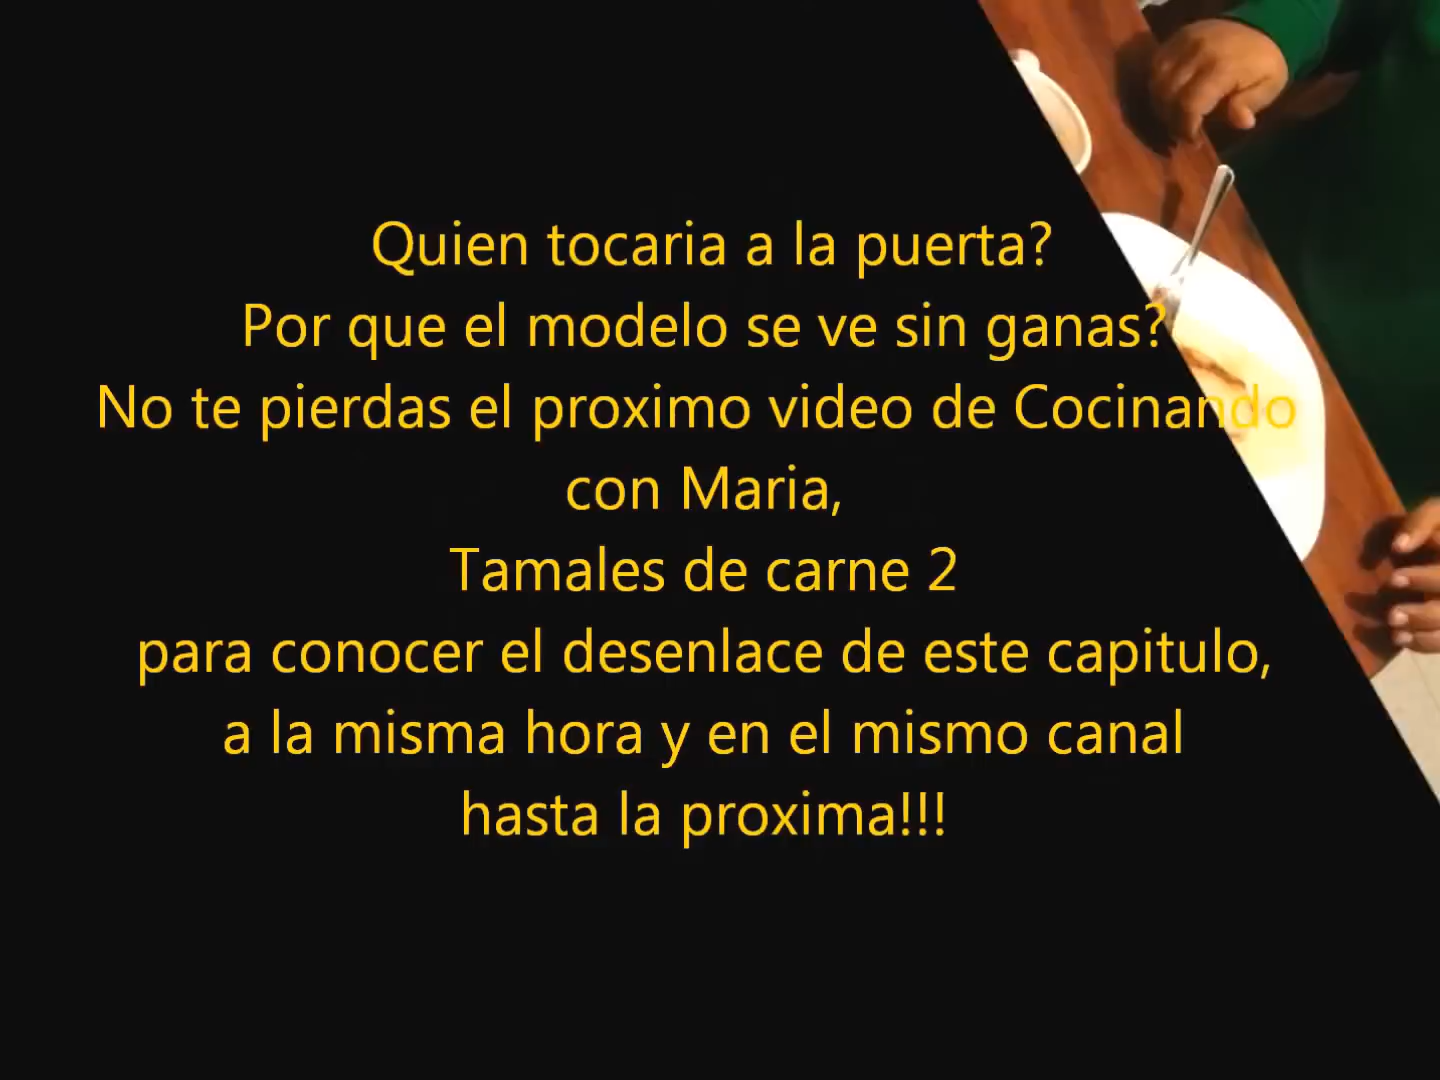 Quien tocaria a la puerta?
Por que el modelo se ve sin ganas?
No te pierdas el proximo video de Cocinando
con Maria,
Tamales de carne 2
para conocer el desenlace de este capitulo,
a la misma hora y en el mismo canal
hasta la proxima!!!